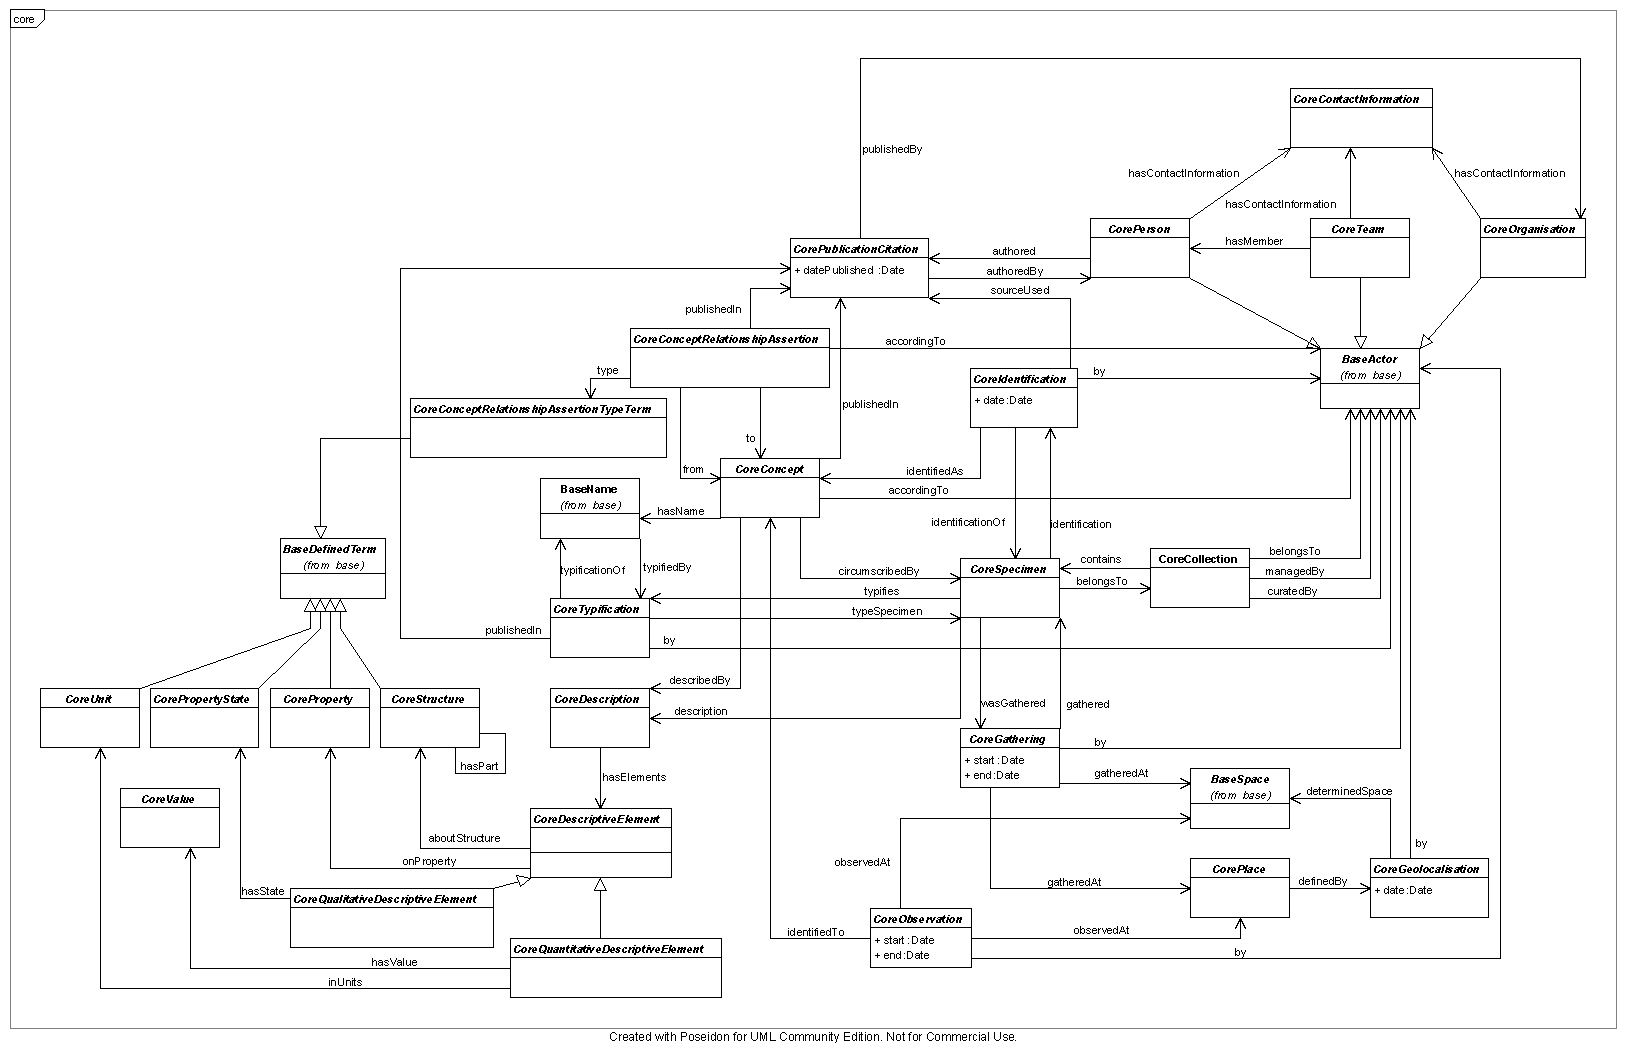 core
CoreContactInformation
publishedBy
hasContactInformation
hasContactInformation
hasContactInformation
CorePerson
CoreTeam
CoreOrganisation
hasMember
CorePublicationCitation
+ datePublished :Date
authored
authoredBy
sourceUsed
publishedIn
CoreConceptRelationshipAssertion
accordingTo
BaseActor
(from base)
type
CoreIdentification
+ date:Date
by
publishedIn
CoreConceptRelationshipAssertionTypeTerm
to
from
CoreConcept
identifiedAs
accordingTo
BaseName
(from base)
hasName
identificationOf
identification
BaseDefinedTerm
(from base)
typificationOf
typifiedBy
circumscribedBy
CoreSpecimen
contains
belongsTo
CoreCollection
belongsTo
managedBy
curatedBy
typifies
typeSpecimen
CoreTypification
publishedIn
by
describedBy
CoreUnit
CorePropertyState
CoreProperty
CoreStructure
CoreDescription
description
wasGathered
gathered
hasPart
CoreGathering
+ start:Date
+ end:Date
by
gatheredAt
BaseSpace
(from base)
determinedSpace
hasElements
CoreValue
CoreDescriptiveElement
aboutStructure
onProperty
observedAt
by
hasState
CoreQualitativeDescriptiveElement
gatheredAt
CorePlace
definedBy
CoreGeolocalisation
+ date:Date
CoreObservation
+ start:Date
+ end:Date
identifiedTo
observedAt
by
CoreQuantitativeDescriptiveElement
hasValue
inUnits
Created with Poseidon for UML Community Edition. Not for Commercial Use.